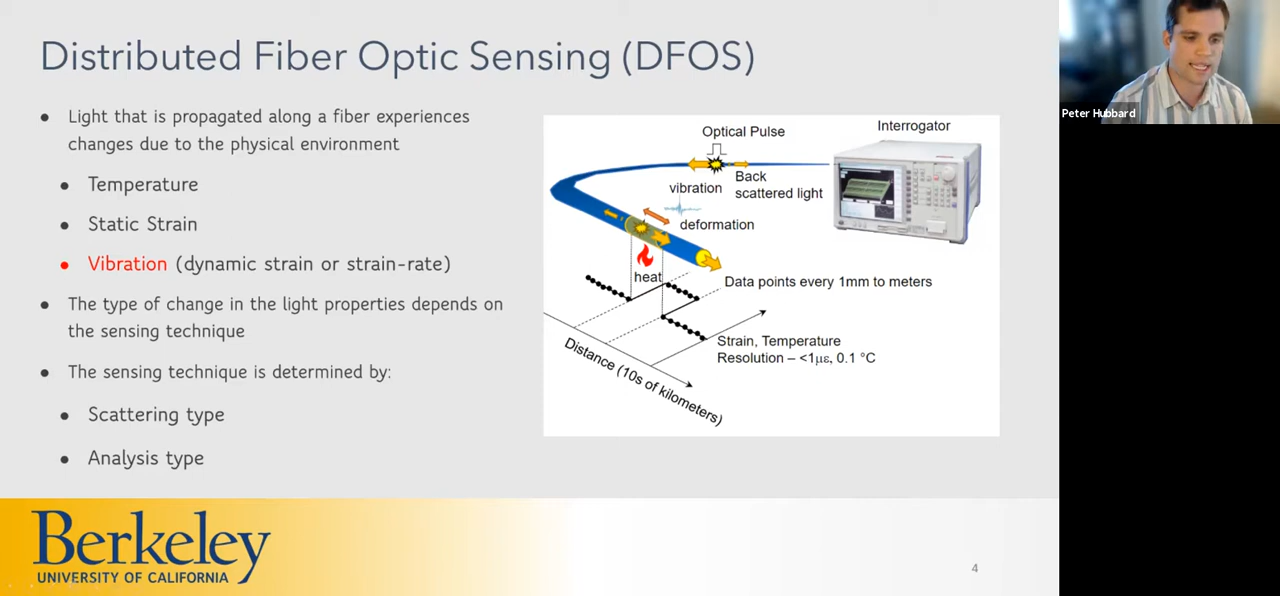 Distributed Fiber Optic Sensing (DFOS)
● Light that is propagated along a fiber experiences
changes due to the physical environment
● Temperature
● Static Strain
● Vibration (dynamic strain or strain-rate)
● The type of change in the light properties depends on
the sensing technique
● The sensing technique is determined by:
● Scattering type
● Analysis type
Optical Pulse
Interrogator
Back
scattered light
vibration
deformation
heat
Data points every 1mm to meters
Strain, Temperature
Resolution – <1με, 0.1 °C
Distance (10s of kilometers)
Berkeley
UNIVERSITY OF CALIFORNIA
4
Peter Hubbard